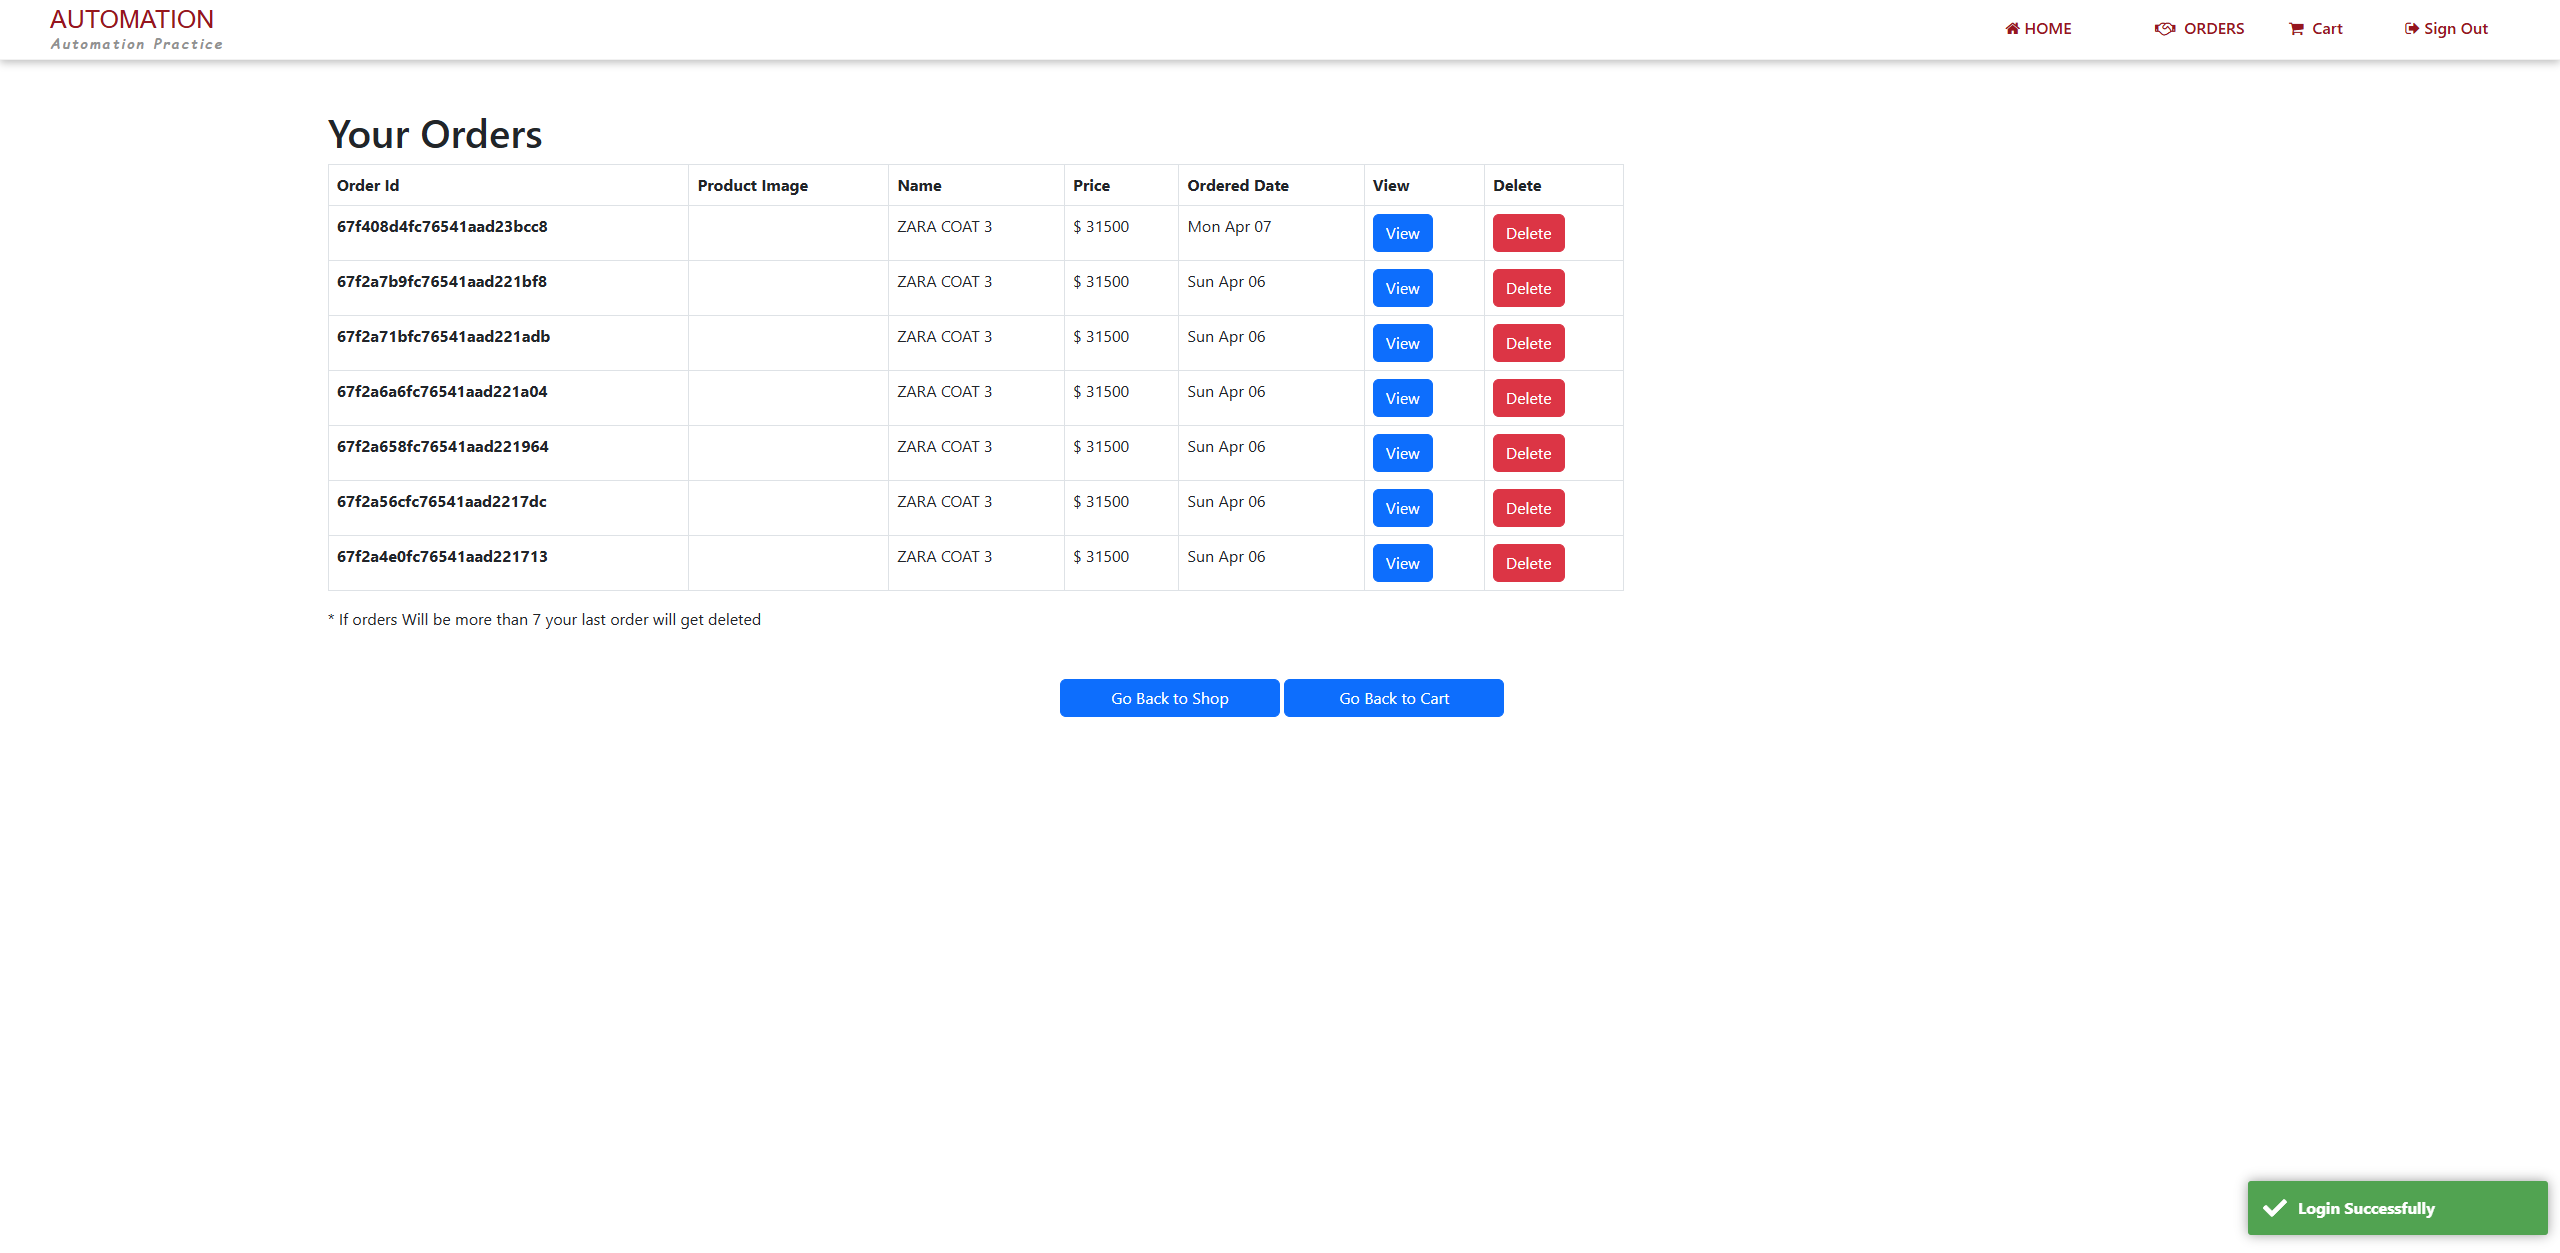 AUTOMATION
Automation Practice
HOME ORDERS Cart Sign Out
Your Orders
Order Id Product Image Name Price Ordered Date View Delete
67f408d4fc76541aad23bcc8 ZARA COAT 3 $ 31500 Mon Apr 07 View Delete
67f2a7b9fc76541aad221bf8 ZARA COAT 3 $ 31500 Sun Apr 06 View Delete
67f2a71bfc76541aad221adb ZARA COAT 3 $ 31500 Sun Apr 06 View Delete
67f2a6a6fc76541aad221a04 ZARA COAT 3 $ 31500 Sun Apr 06 View Delete
67f2a658fc76541aad221964 ZARA COAT 3 $ 31500 Sun Apr 06 View Delete
67f2a56cfc76541aad2217dc ZARA COAT 3 $ 31500 Sun Apr 06 View Delete
67f2a4e0fc76541aad221713 ZARA COAT 3 $ 31500 Sun Apr 06 View Delete
* If orders Will be more than 7 your last order will get deleted
Go Back to Shop Go Back to Cart
Login Successfully